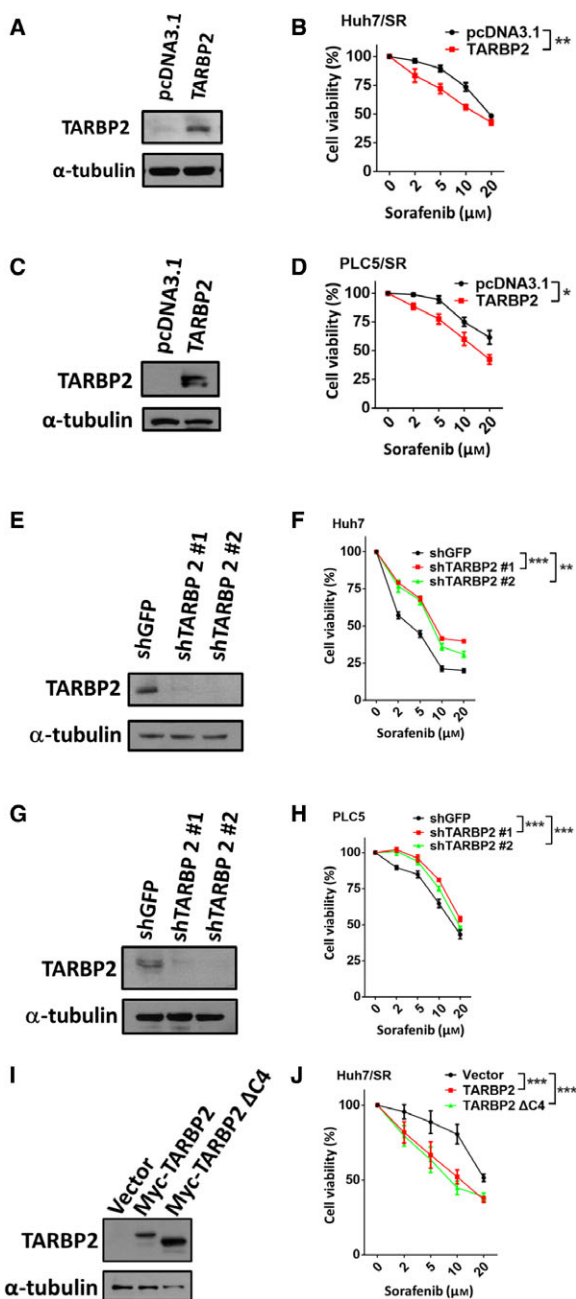 A
pcDNA3.1
TARBP2
TARBP2
α-tubulin
B
Huh7/SR
pcDNA3.1
TARBP2
**
Cell viability (%)
100
75
50
25
0
0
2
5
10
20
Sorafenib (μM)
C
pcDNA3.1
TARBP2
TARBP2
α-tubulin
D
PLC5/SR
pcDNA3.1
TARBP2
*
Cell viability (%)
100
75
50
25
0
0
2
5
10
20
Sorafenib (μM)
E
shGFP
shTARBP 2 #1
shTARBP 2 #2
TARBP2
α-tubulin
F
Huh7
shGFP
shTARBP2 #1
shTARBP2 #2
***
**
Cell viability (%)
100
75
50
25
0
0
2
5
10
20
Sorafenib (μM)
G
shGFP
shTARBP 2 #1
shTARBP 2 #2
TARBP2
α-tubulin
H
PLC5
shGFP
shTARBP2 #1
shTARBP2 #2
***
***
Cell viability (%)
100
75
50
25
0
0
2
5
10
20
Sorafenib (μM)
I
Vector
Myc-TARBP2
Myc-TARBP2 ΔC4
TARBP2
α-tubulin
J
Huh7/SR
Vector
TARBP2
TARBP2 ΔC4
***
***
Cell viability (%)
100
50
0
0
2
5
10
20
Sorafenib (μM)